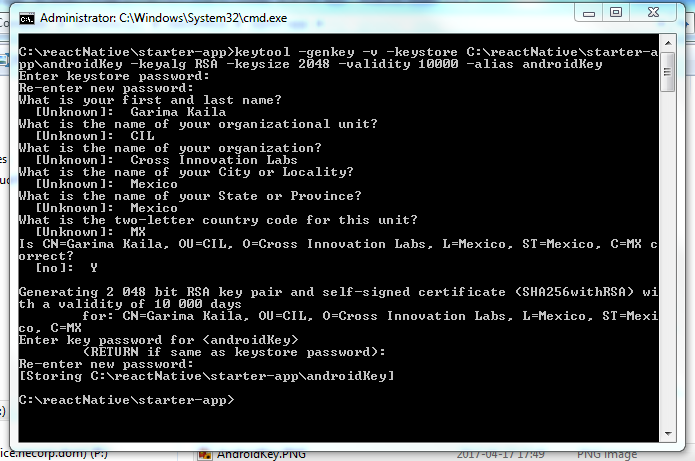 Administrator: C:\Windows\System32\cmd.exe
C:\reactNative\starter-app>keytool -genkey -v -keystore C:\reactNative\starter-a
pp\androidKey -keyalg RSA -keysize 2048 -validity 10000 -alias androidKey
Enter keystore password:
Re-enter new password:
What is your first and last name?
[Unknown]:  Garima Kaila
What is the name of your organizational unit?
[Unknown]:  CIL
What is the name of your organization?
[Unknown]:  Cross Innovation Labs
What is the name of your City or Locality?
[Unknown]:  Mexico
What is the name of your State or Province?
[Unknown]:  Mexico
What is the two-letter country code for this unit?
[Unknown]:  MX
Is CN=Garima Kaila, OU=CIL, O=Cross Innovation Labs, L=Mexico, ST=Mexico, C=MX c
orrect?
[no]:  Y
Generating 2 048 bit RSA key pair and self-signed certificate (SHA256withRSA) wi
th a validity of 10 000 days
for: CN=Garima Kaila, OU=CIL, O=Cross Innovation Labs, L=Mexico, ST=Mexi
co, C=MX
Enter key password for <androidKey>
(RETURN if same as keystore password):
Re-enter new password:
[Storing C:\reactNative\starter-app\androidKey]
C:\reactNative\starter-app>
ice.necorp.dom) (P:)
AndroidKey.PNG
2017-04-17 17:49
PNG image